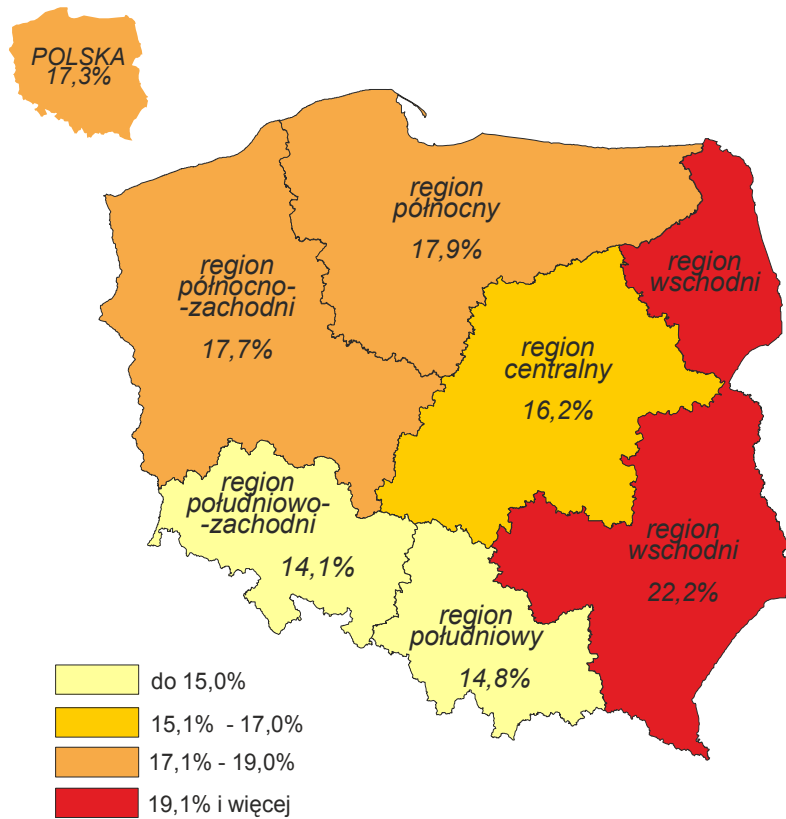 POLSKA
17,3%
region
północny
17,9%
region
północno-
-zachodni
17,7%
region
wschodni
region
centralny
16,2%
region
południowo-
-zachodni
14,1%
region
wschodni
22,2%
region
południowy
14,8%
do 15,0%
15,1% - 17,0%
17,1% - 19,0%
19,1% i więcej